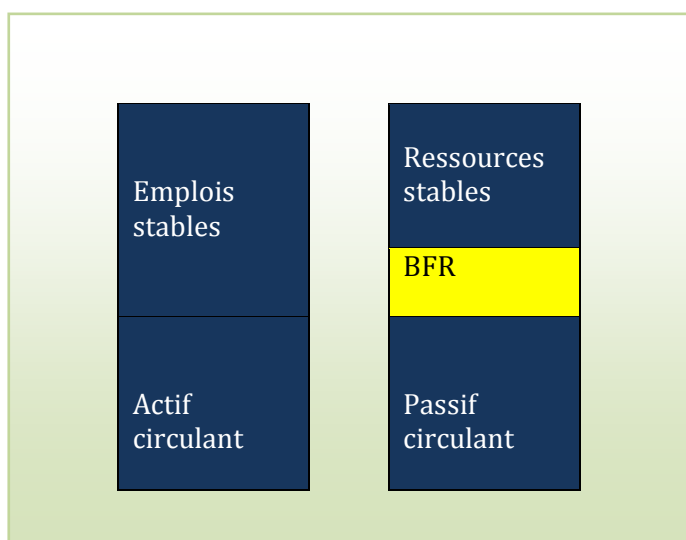 Emplois
stables
Actif
circulant
Ressources
stables
BFR
Passif
circulant